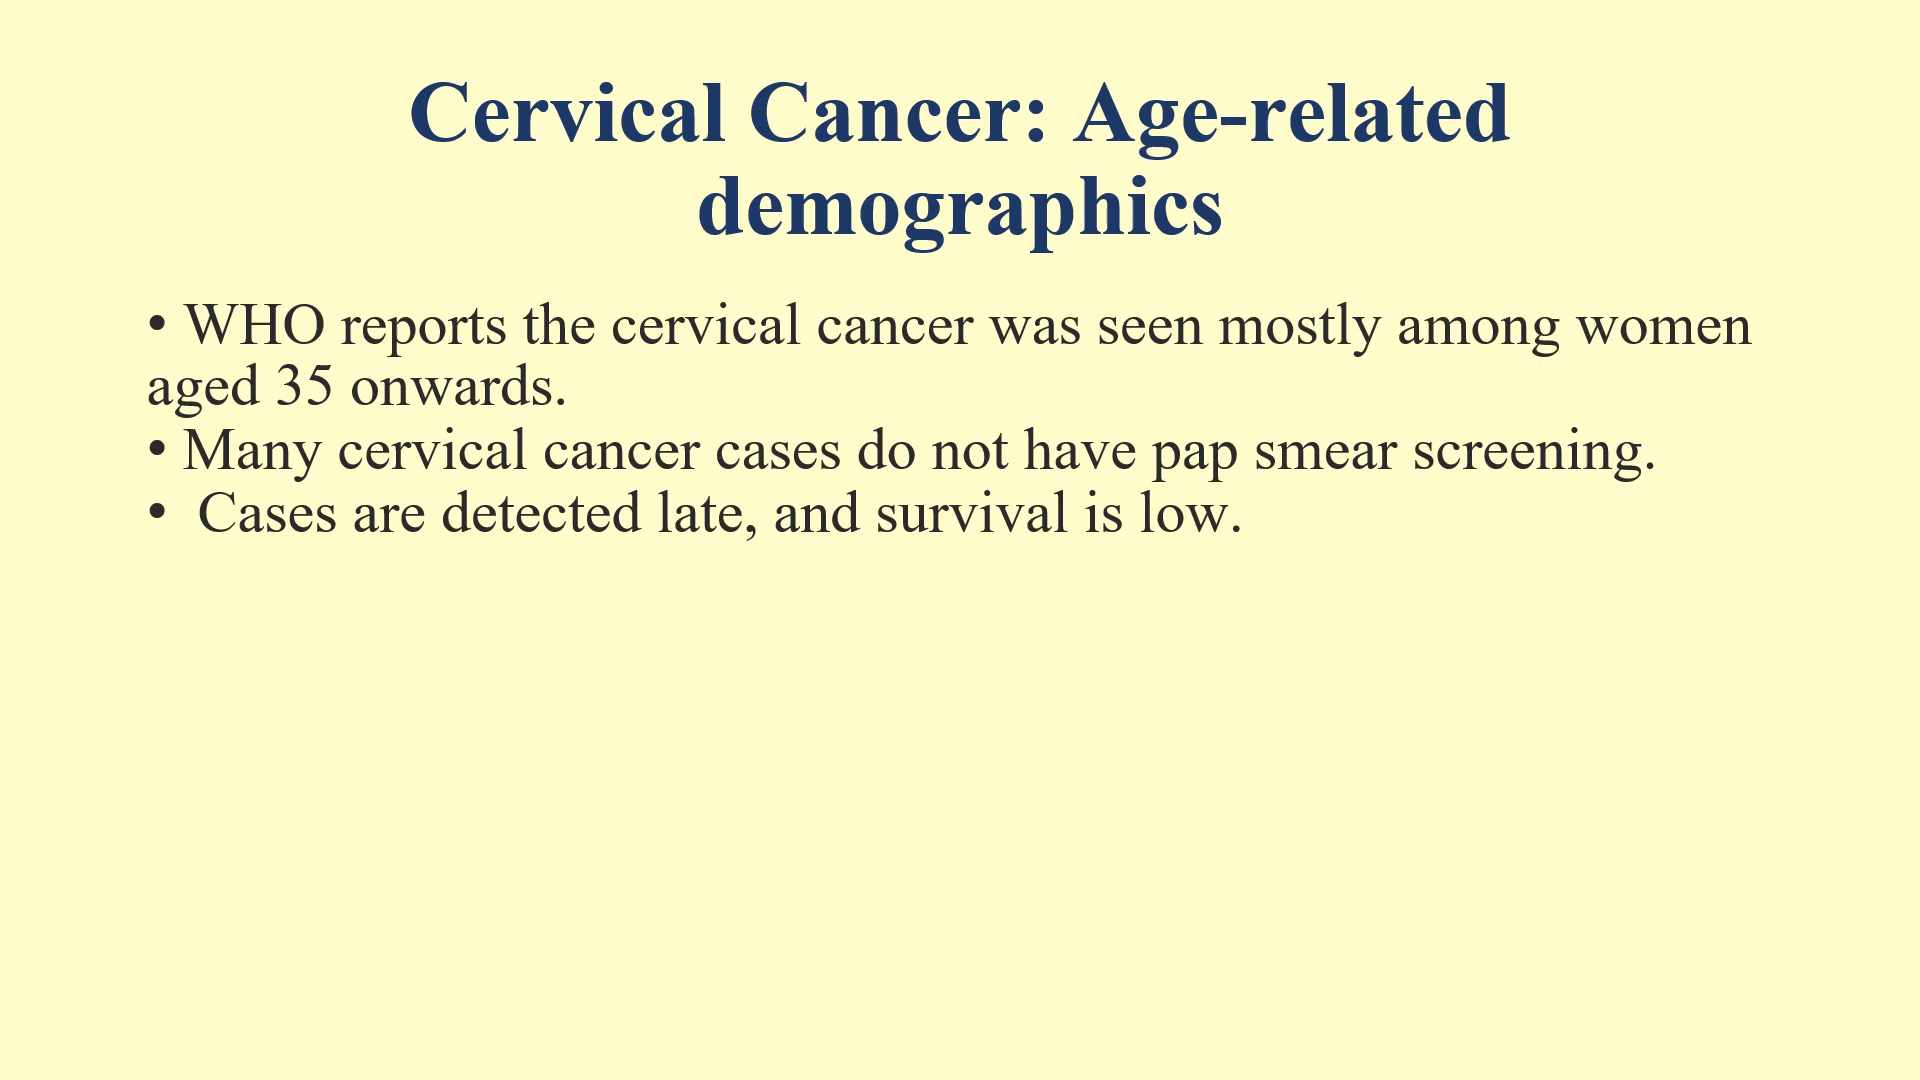 Cervical Cancer: Age-related
demographics
• WHO reports the cervical cancer was seen mostly among women
aged 35 onwards.
• Many cervical cancer cases do not have pap smear screening.
•  Cases are detected late, and survival is low.